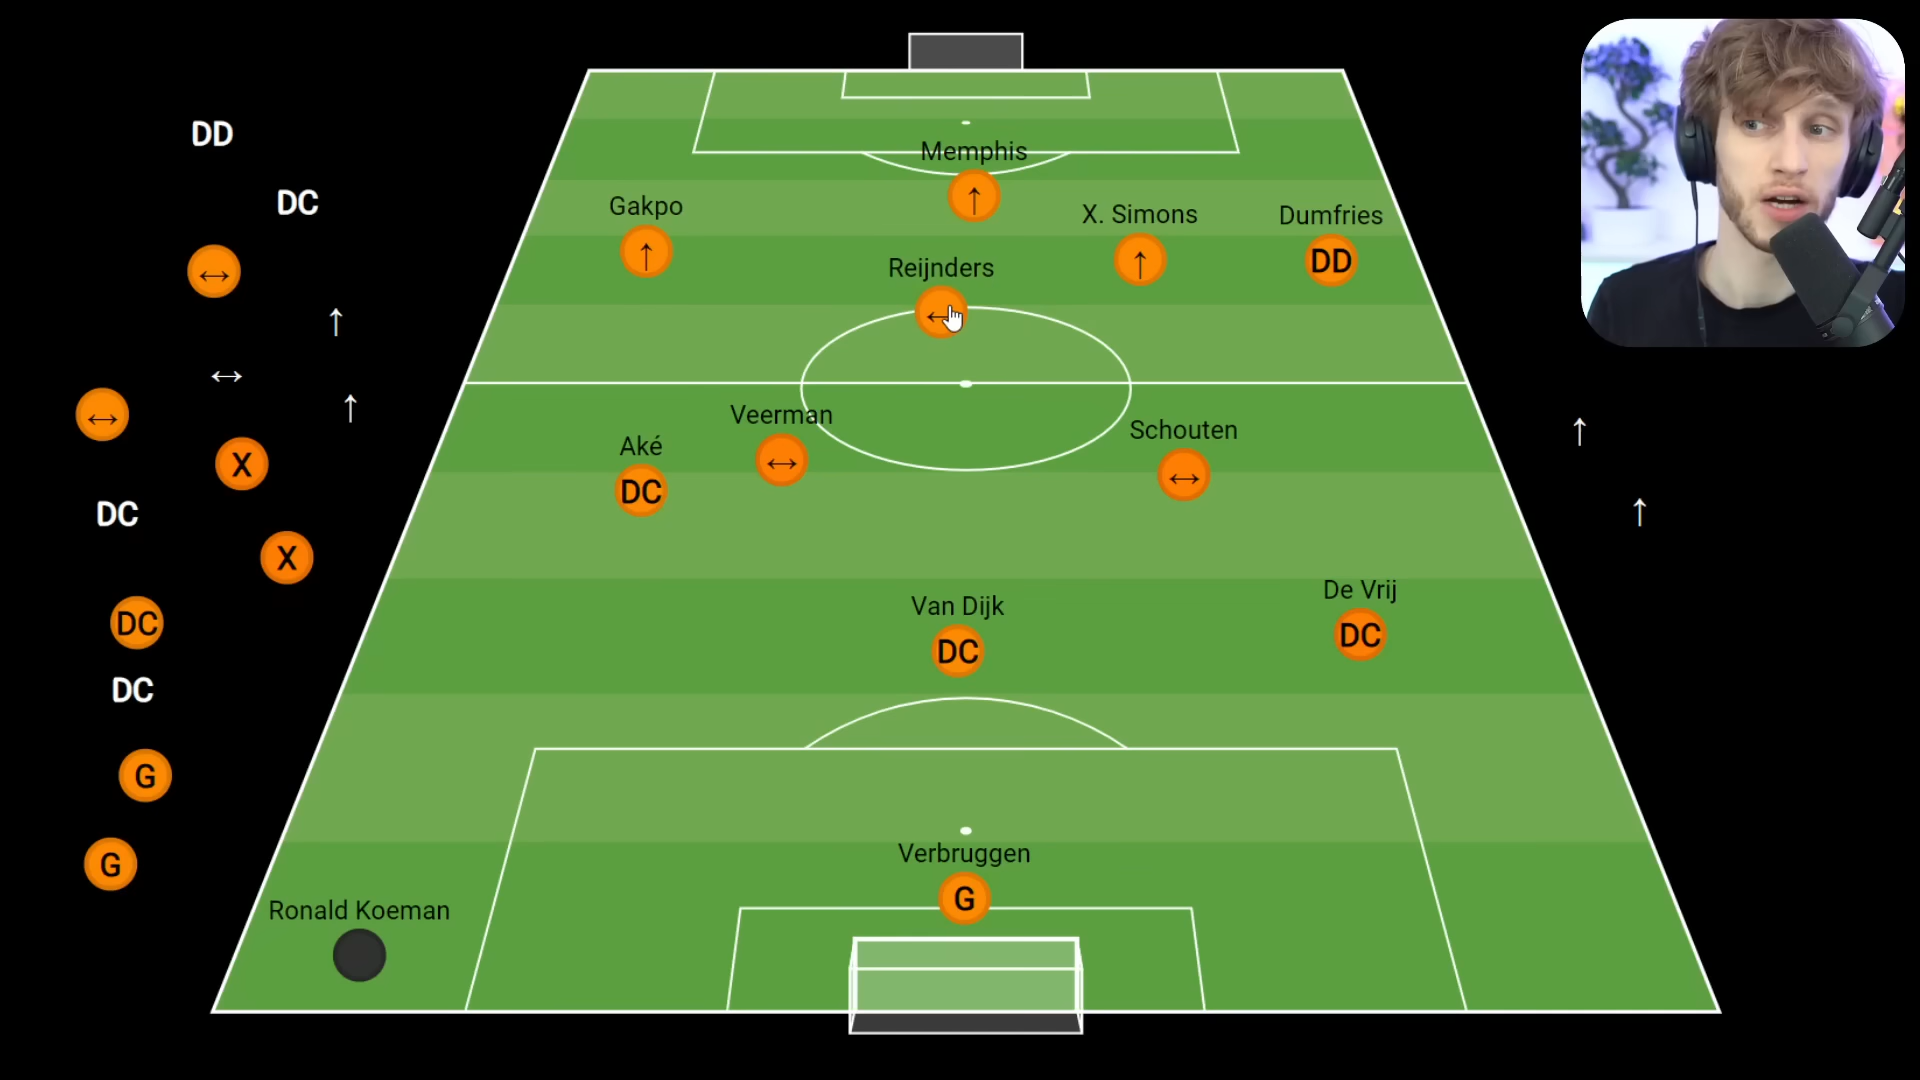 DD
DC
↔
↑
↔
↑
↔
X
DC
X
DC
DC
G
G
Memphis
↑
Gakpo
↑
X. Simons
↑
Dumfries
DD
Reijnders
↔
Veerman
↔
Schouten
↔
Aké
DC
Van Dijk
DC
De Vrij
DC
Verbruggen
G
Ronald Koeman
↑
↑